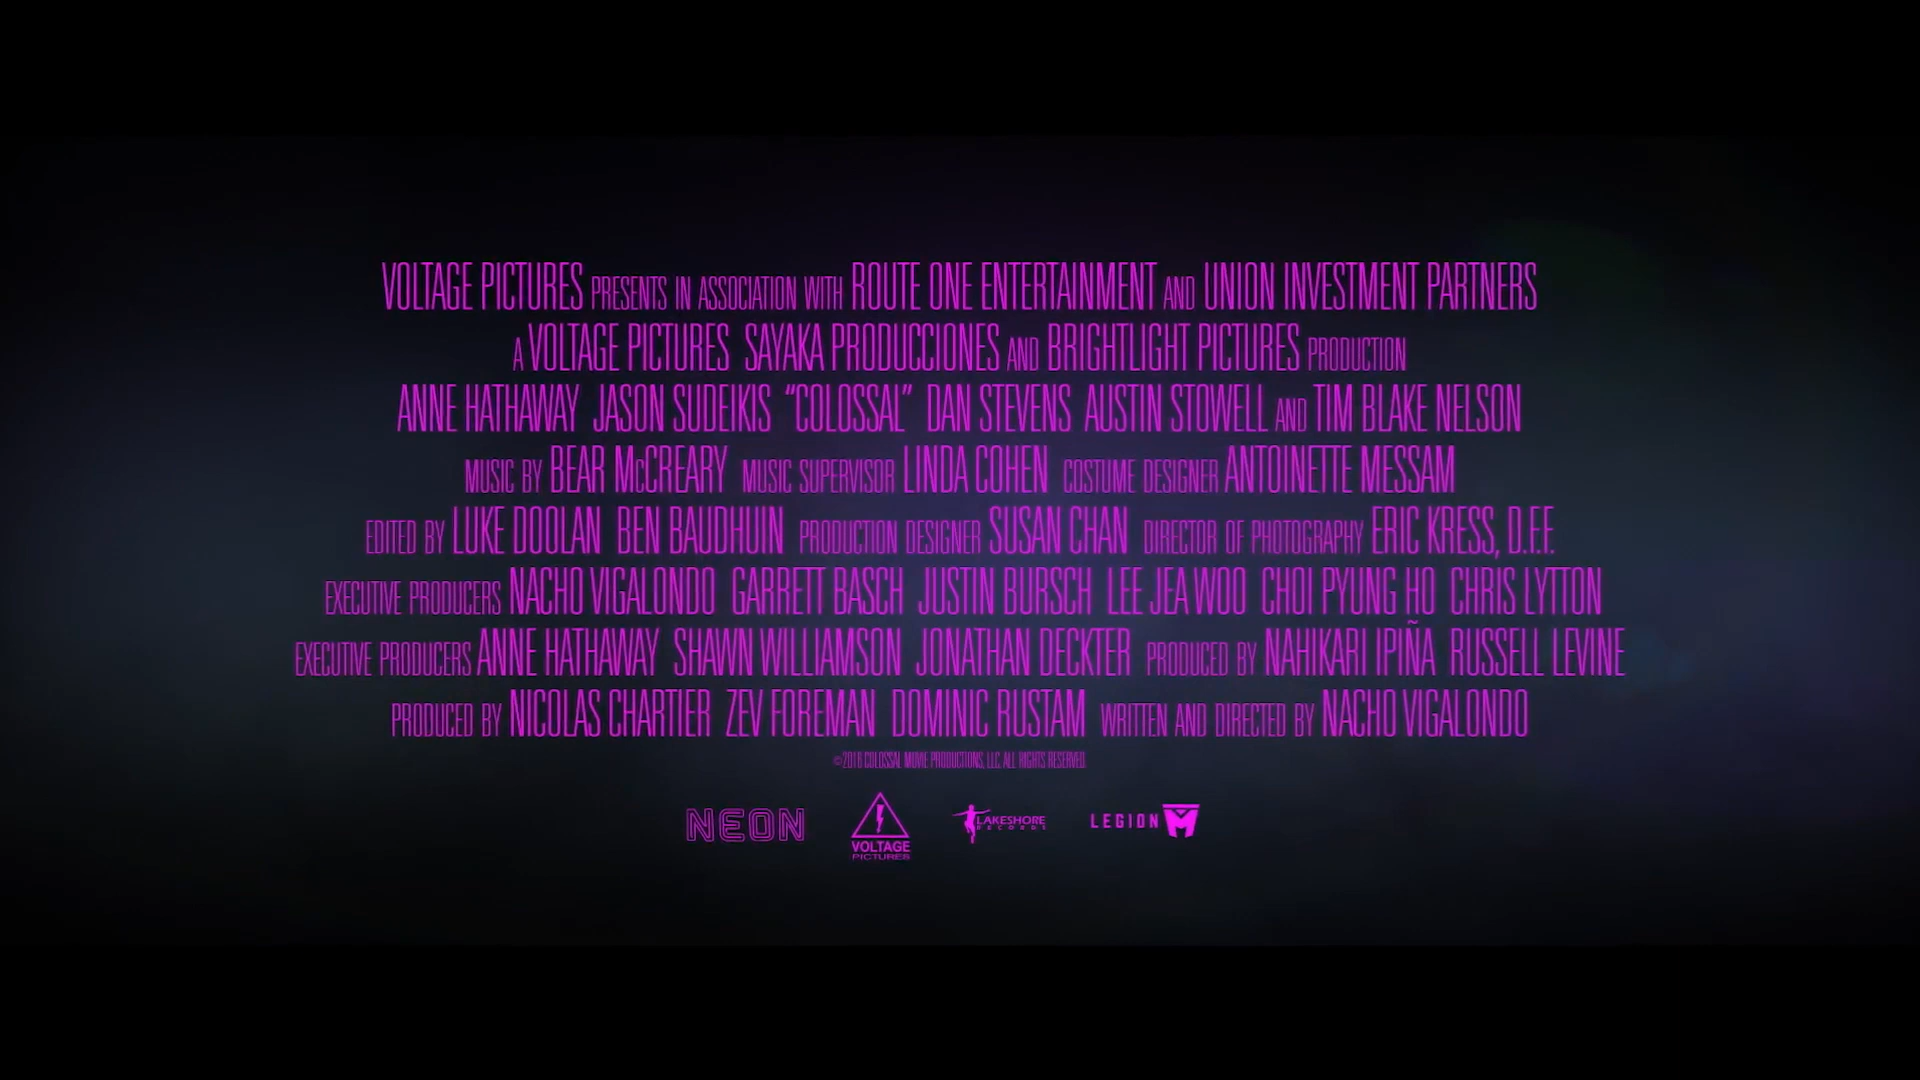 VOLTAGE PICTURES PRESENTS IN ASSOCIATION WITH ROUTE ONE ENTERTAINMENT AND UNION INVESTMENT PARTNERS
A VOLTAGE PICTURES SAYAKA PRODUCCIONES AND BRIGHTLIGHT PICTURES PRODUCTION
ANNE HATHAWAY JASON SUDEIKIS “COLOSSAL” DAN STEVENS AUSTIN STOWELL AND TIM BLAKE NELSON
MUSIC BY BEAR McCREARY MUSIC SUPERVISOR LINDA COHEN COSTUME DESIGNER ANTOINETTE MESSAM
EDITED BY LUKE DOOLAN BEN BAUDHUIN PRODUCTION DESIGNER SUSAN CHAN DIRECTOR OF PHOTOGRAPHY ERIC KRESS, D.F.F.
EXECUTIVE PRODUCERS NACHO VIGALONDO GARRETT BASCH JUSTIN BURSCH LEE JEA WOO CHOI PYUNG HO CHRIS LYTTON
EXECUTIVE PRODUCERS ANNE HATHAWAY SHAWN WILLIAMSON JONATHAN DECKTER PRODUCED BY NAHIKARI IPIÑA RUSSELL LEVINE
PRODUCED BY NICOLAS CHARTIER ZEV FOREMAN DOMINIC RUSTAM WRITTEN AND DIRECTED BY NACHO VIGALONDO
©2016 COLOSSAL MOVIE PRODUCTIONS, LLC ALL RIGHTS RESERVED
NEON
VOLTAGE
PICTURES
LAKESHORE
RECORDS
LEGION M